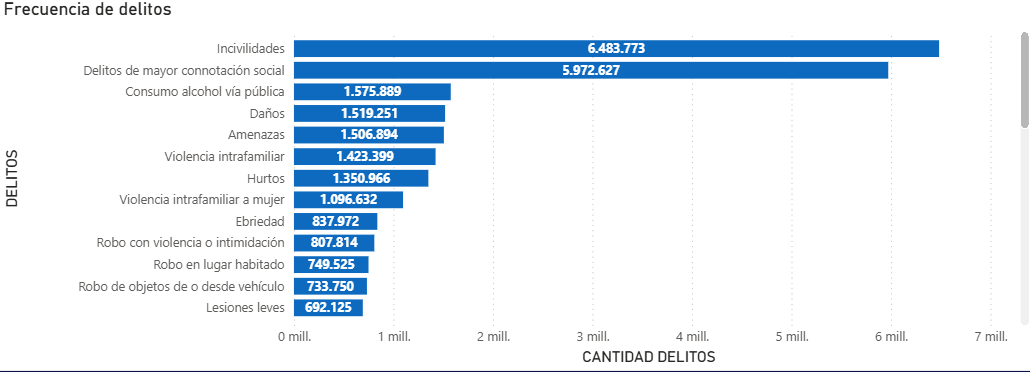 Frecuencia de delitos
DELITOS
Incivilidades 6.483.773
Delitos de mayor connotación social 5.972.627
Consumo alcohol vía pública 1.575.889
Daños 1.519.251
Amenazas 1.506.894
Violencia intrafamiliar 1.423.399
Hurtos 1.350.966
Violencia intrafamiliar a mujer 1.096.632
Ebriedad 837.972
Robo con violencia o intimidación 807.814
Robo en lugar habitado 749.525
Robo de objetos de o desde vehículo 733.750
Lesiones leves 692.125
0 mill. 1 mill. 2 mill. 3 mill. 4 mill. 5 mill. 6 mill. 7 mill.
CANTIDAD DELITOS